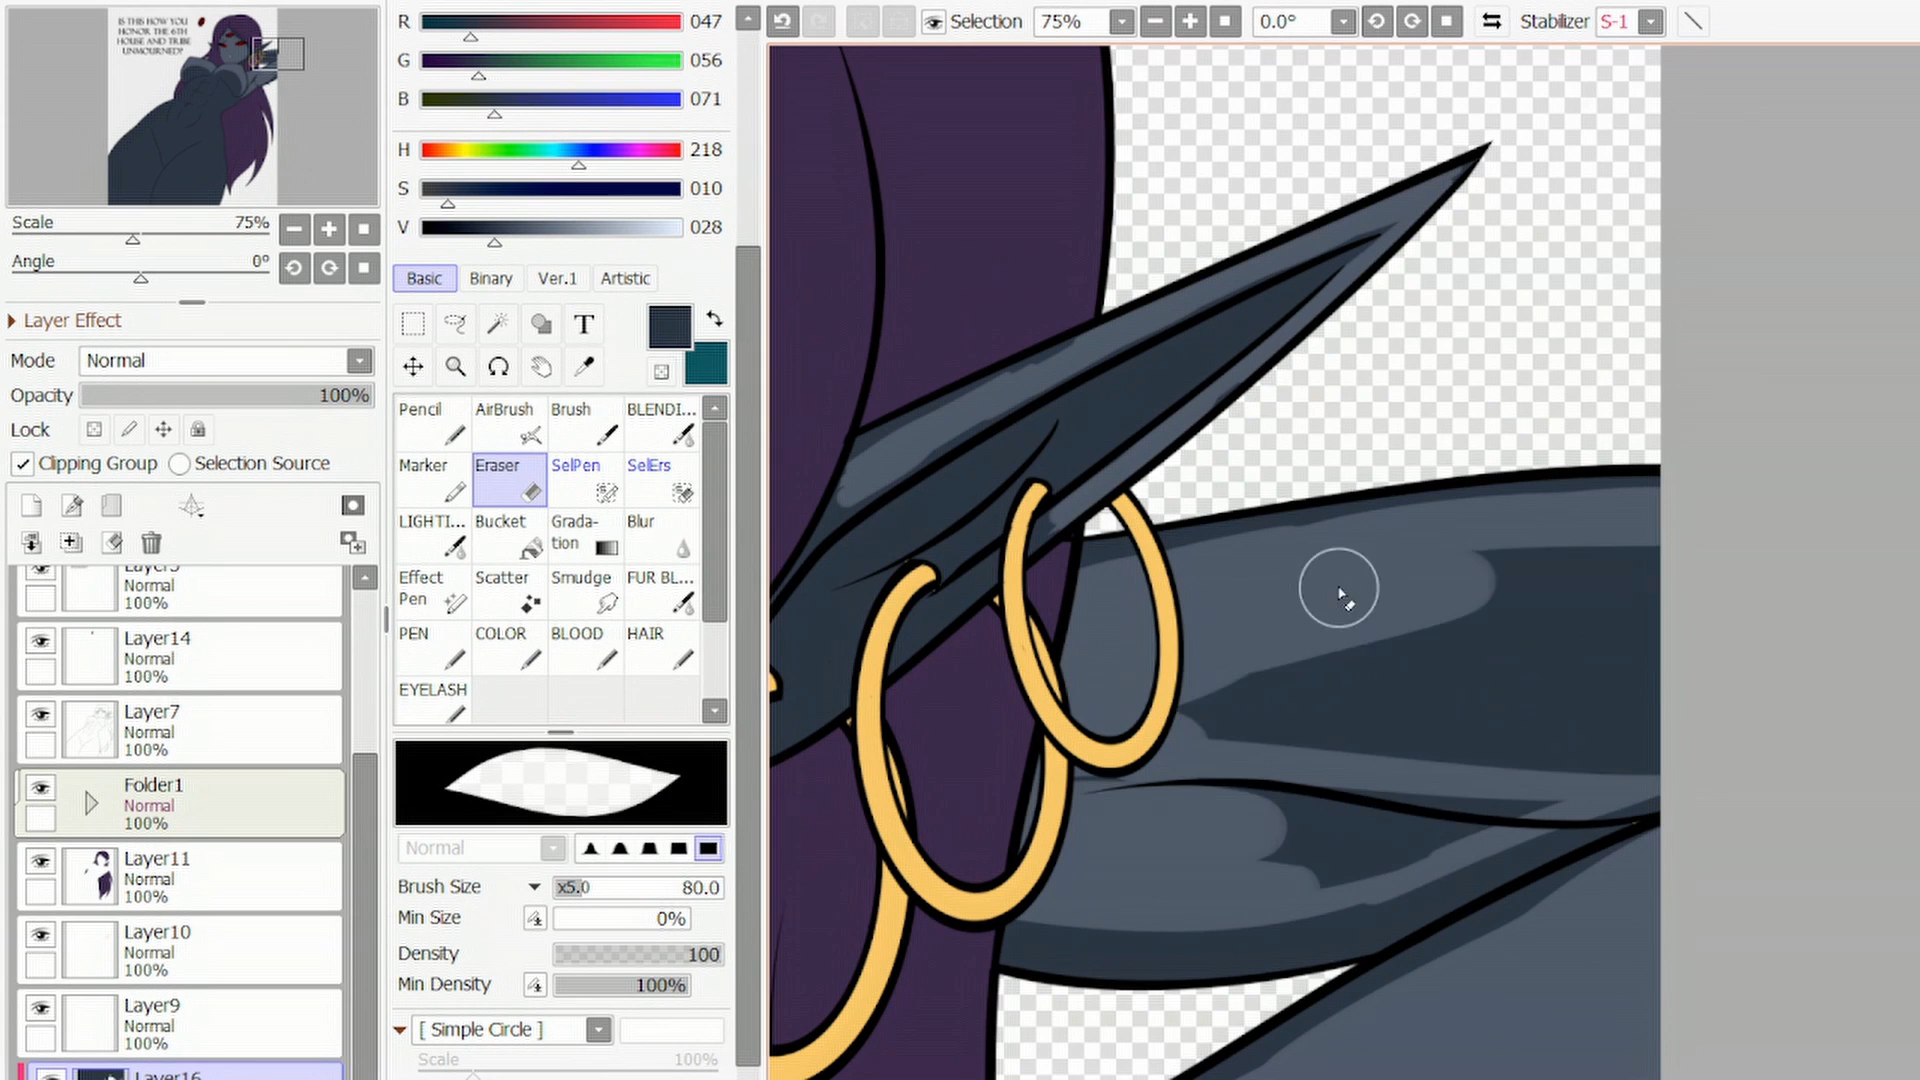 IS THIS HOW YOU
HONOR THE 6TH
HOUSE AND TRIBE
UNMOURNED?
Scale 75%
Angle 0°
Layer Effect
Mode Normal
Opacity 100%
Lock
Clipping Group Selection Source
Normal
100%
Layer14
Normal
100%
Layer7
Normal
100%
Folder1
Normal
100%
Layer11
Normal
100%
Layer10
Normal
100%
Layer9
Normal
100%
Layer16
R 047
G 056
B 071
H 218
S 010
V 028
Basic Binary Ver.1 Artistic
T
Pencil AirBrush Brush BLENDI...
Marker Eraser SelPen SelErs
LIGHTI... Bucket Grada-
tion Blur
Effect
Pen Scatter Smudge FUR BL...
PEN COLOR BLOOD HAIR
EYELASH
Normal
Brush Size x5.0 80.0
Min Size 0%
Density 100
Min Density 100%
[ Simple Circle ]
Scale 100%
Selection 75% 0.0° Stabilizer S-1